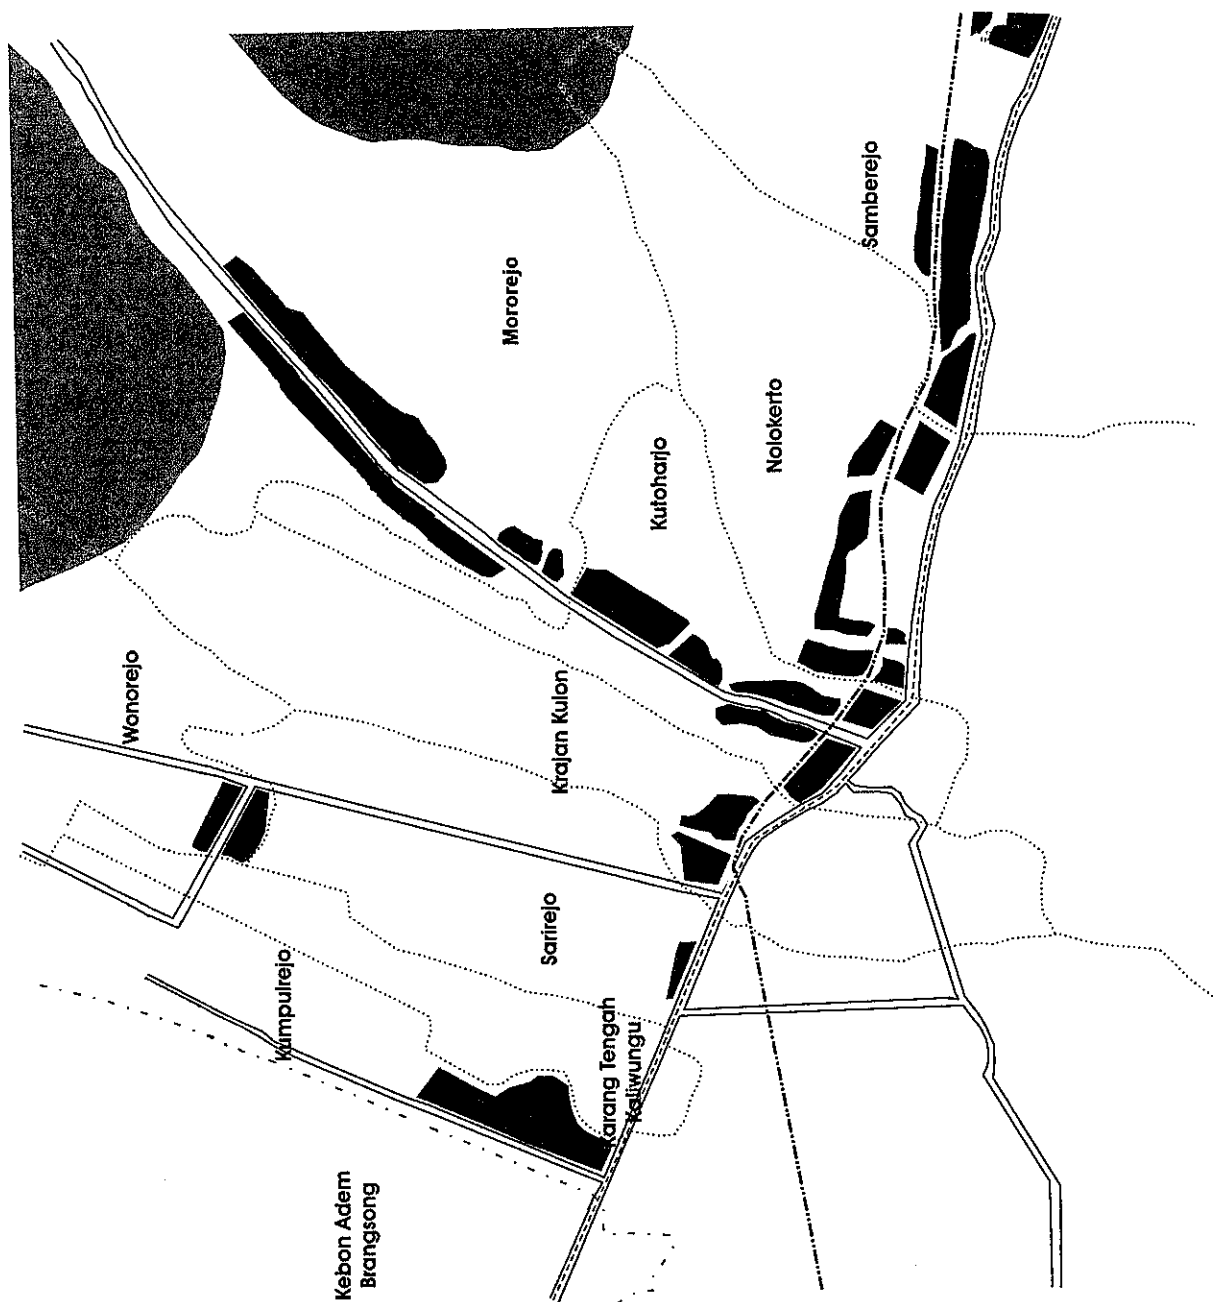 Wonorejo
Kumpulrejo
Kebon Adem
Brangsong
Mororejo
Sarirejo
Krajan Kulon
Karang Tengah
Kaliwungu
Kutoharjo
Nolokerto
Samberejo